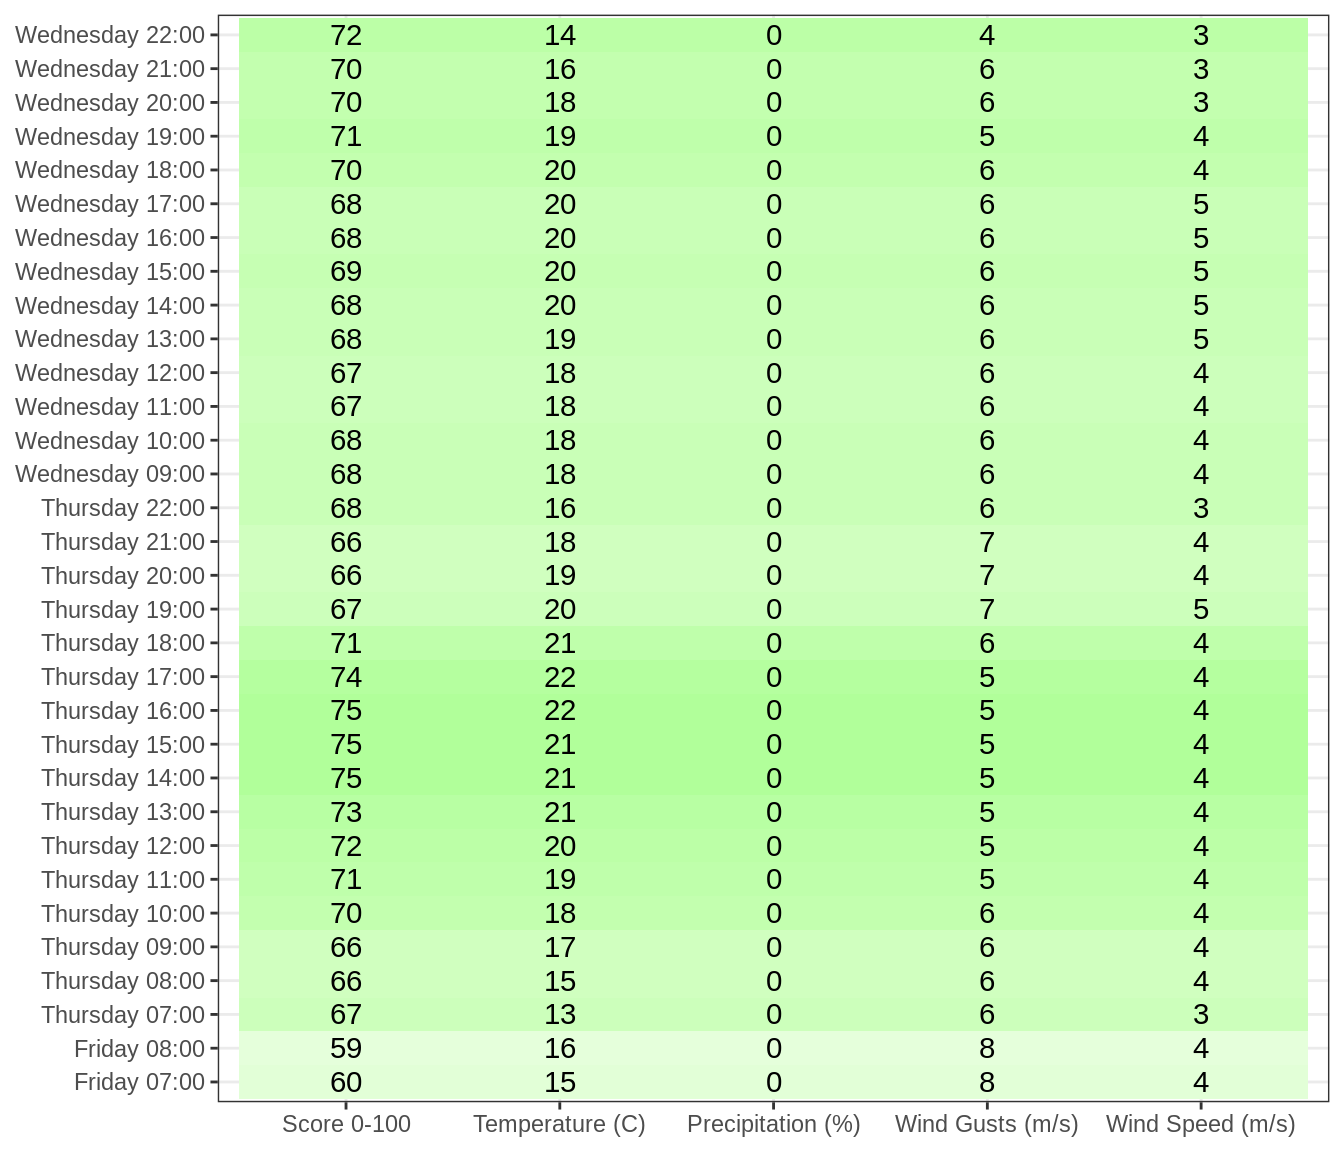 Wednesday 22:00 72 14 0 4 3
Wednesday 21:00 70 16 0 6 3
Wednesday 20:00 70 18 0 6 3
Wednesday 19:00 71 19 0 5 4
Wednesday 18:00 70 20 0 6 4
Wednesday 17:00 68 20 0 6 5
Wednesday 16:00 68 20 0 6 5
Wednesday 15:00 69 20 0 6 5
Wednesday 14:00 68 20 0 6 5
Wednesday 13:00 68 19 0 6 5
Wednesday 12:00 67 18 0 6 4
Wednesday 11:00 67 18 0 6 4
Wednesday 10:00 68 18 0 6 4
Wednesday 09:00 68 18 0 6 4
Thursday 22:00 68 16 0 6 3
Thursday 21:00 66 18 0 7 4
Thursday 20:00 66 19 0 7 4
Thursday 19:00 67 20 0 7 5
Thursday 18:00 71 21 0 6 4
Thursday 17:00 74 22 0 5 4
Thursday 16:00 75 22 0 5 4
Thursday 15:00 75 21 0 5 4
Thursday 14:00 75 21 0 5 4
Thursday 13:00 73 21 0 5 4
Thursday 12:00 72 20 0 5 4
Thursday 11:00 71 19 0 5 4
Thursday 10:00 70 18 0 6 4
Thursday 09:00 66 17 0 6 4
Thursday 08:00 66 15 0 6 4
Thursday 07:00 67 13 0 6 3
Friday 08:00 59 16 0 8 4
Friday 07:00 60 15 0 8 4
Score 0-100 Temperature (C) Precipitation (%) Wind Gusts (m/s) Wind Speed (m/s)